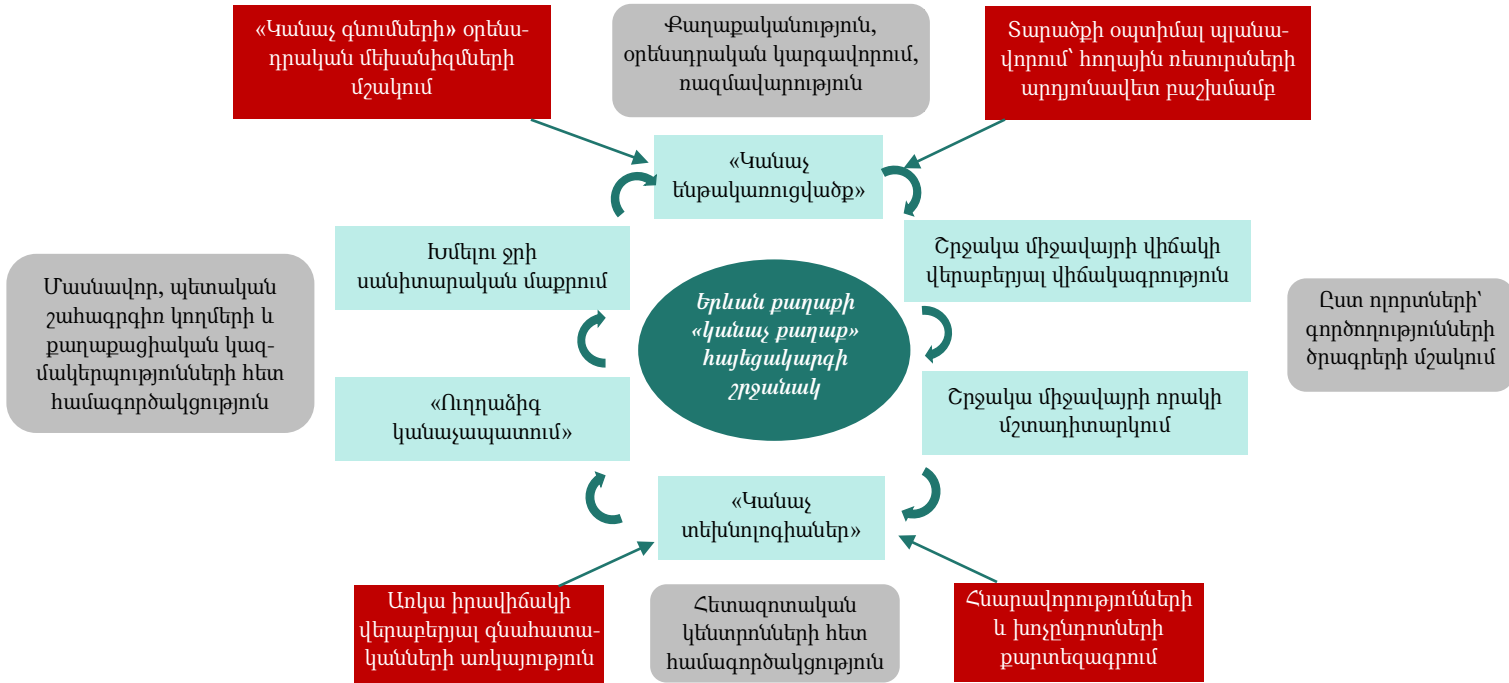 «Կանաչ գնումների» օրենս-
դրական մեխանիզմների
մշակում
Քաղաքականություն,
օրենսդրական կարգավորում,
ռազմավարություն
Տարածքի օպտիմալ պլանա-
վորում՝ հողային ռեսուրսների
արդյունավետ բաշխմամբ
«Կանաչ
ենթակառուցվածք»
Խմելու ջրի
սանիտարական մաքրում
Շրջակա միջավայրի վիճակի
վերաբերյալ վիճակագրություն
Մասնավոր, պետական
շահագրգիռ կողմերի և
քաղաքացիական կազ-
մակերպությունների հետ
համագործակցություն
Երևան քաղաքի
«կանաչ քաղաք»
հայեցակարգի
շրջանակ
Ըստ ոլորտների՝
գործողությունների
ծրագրերի մշակում
«Ուղղաձիգ
կանաչապատում»
Շրջակա միջավայրի որակի
մշտադիտարկում
«Կանաչ
տեխնոլոգիաներ»
Առկա իրավիճակի
վերաբերյալ գնահատա-
կանների առկայություն
Հետազոտական
կենտրոնների հետ
համագործակցություն
Հնարավորությունների
և խոչընդոտների
քարտեզագրում